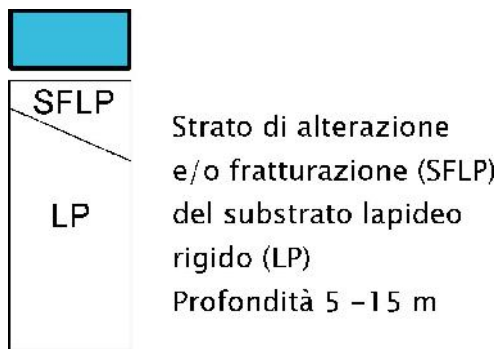 SFLP
LP
Strato di alterazione
e/o fratturazione (SFLP)
del substrato lapideo
rigido (LP)
Profondità 5 –15 m